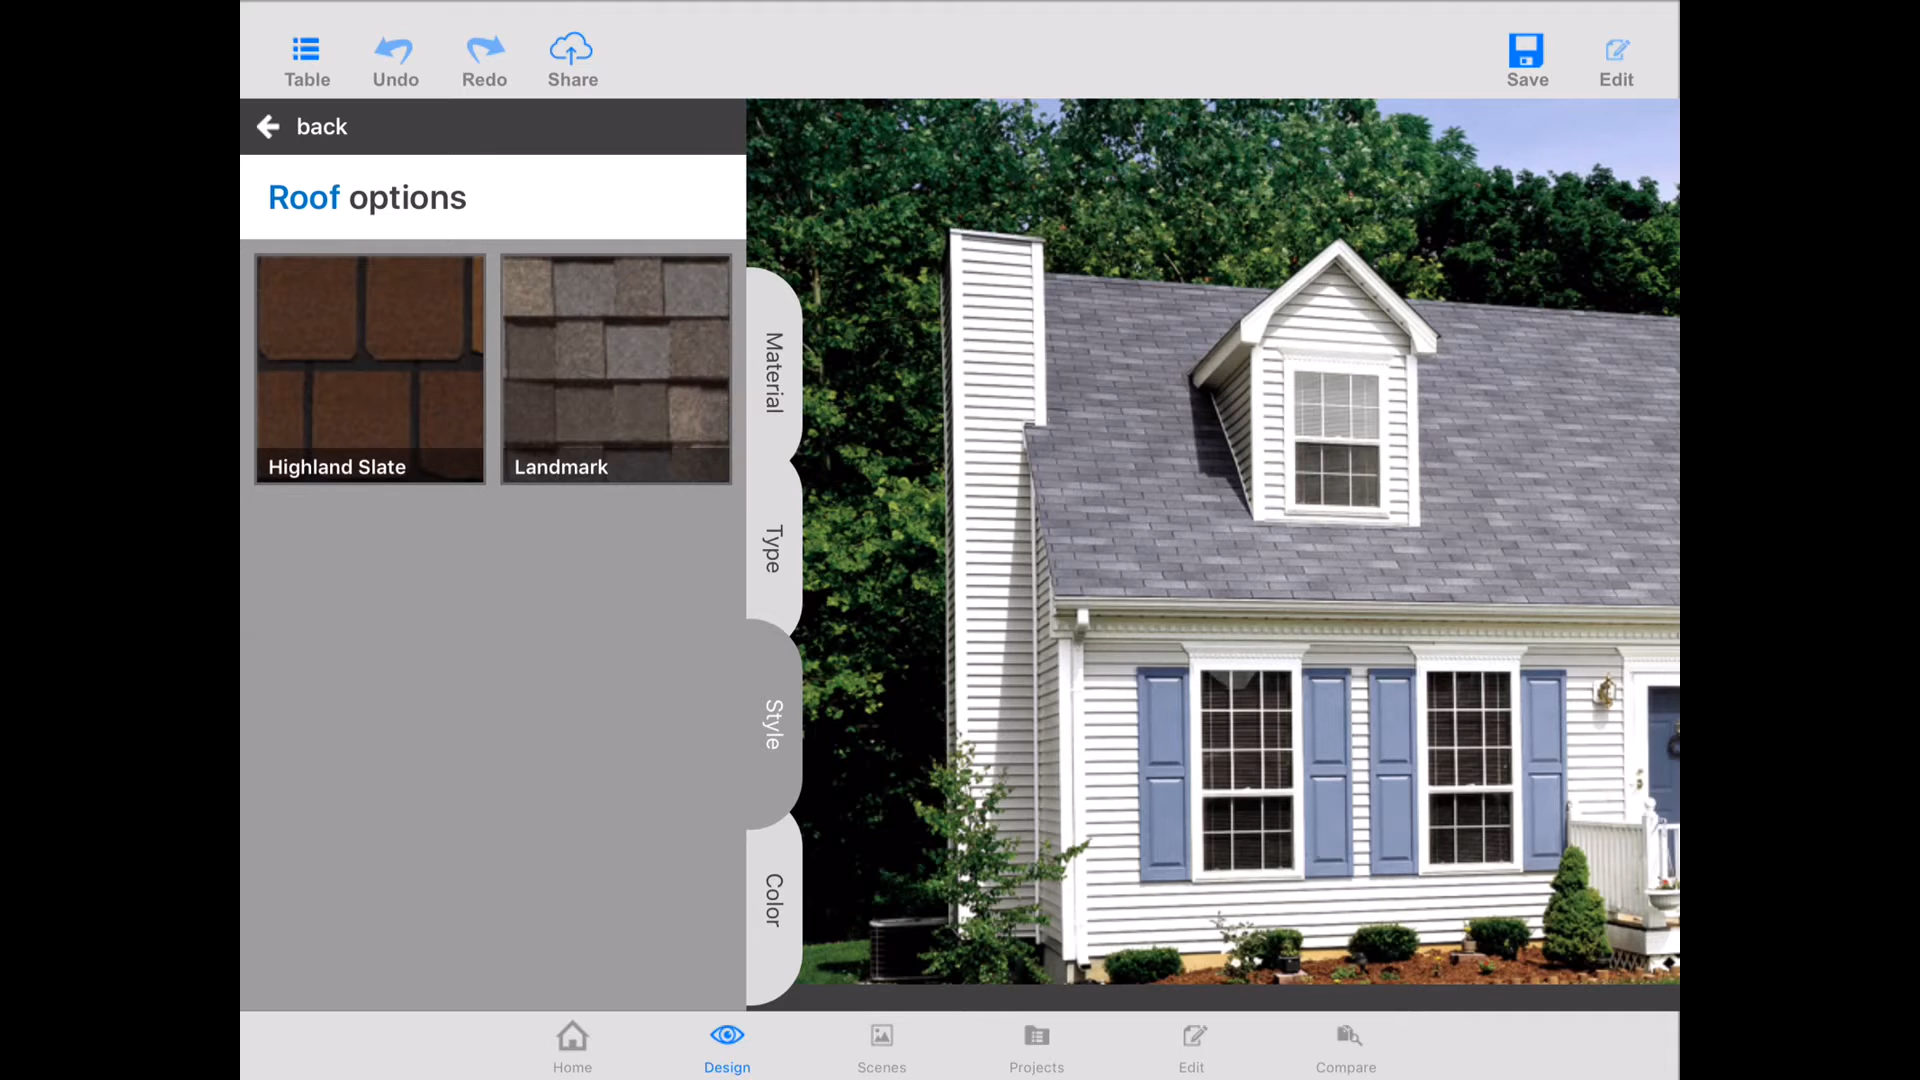 Table
Undo
Redo
Share
Save
Edit
back
Roof options
Highland Slate
Landmark
Material
Type
Style
Color
Home
Design
Scenes
Projects
Edit
Compare